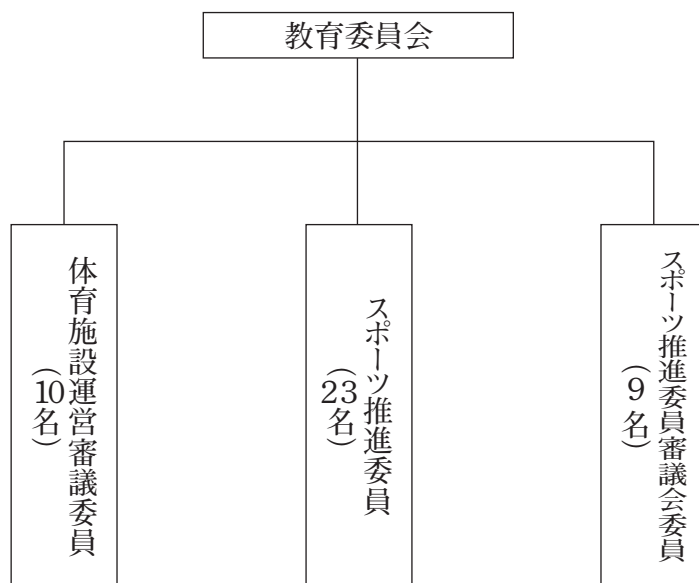 教育委員会
体育施設運営審議委員
(10名)
スポーツ推進委員
(23名)
スポーツ推進委員審議会委員
(9名)